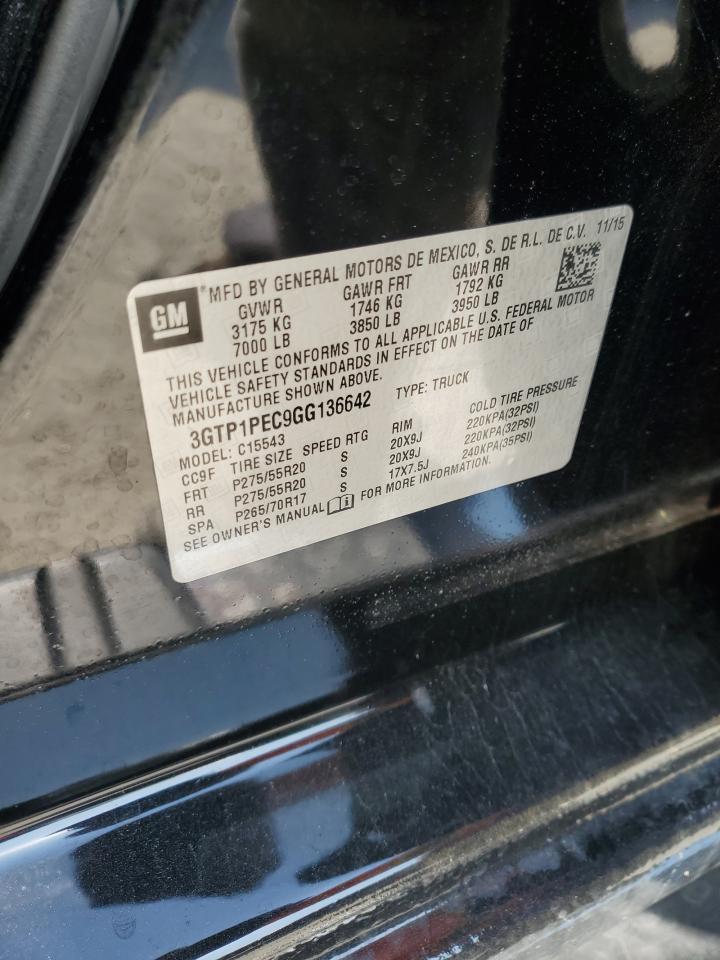 GM
*MFD BY GENERAL MOTORS DE MEXICO, S. DE R.L. DE C.V. 11/15
GVWR GAWR FRT GAWR RR
3175 KG 1746 KG 1792 KG
7000 LB 3850 LB 3950 LB
THIS VEHICLE CONFORMS TO ALL APPLICABLE U.S. FEDERAL MOTOR
VEHICLE SAFETY STANDARDS IN EFFECT ON THE DATE OF
MANUFACTURE SHOWN ABOVE.
3GTP1PEC9GG136642 TYPE: TRUCK
MODEL: C15543
CC9F TIRE SIZE SPEED RTG RIM COLD TIRE PRESSURE
FRT P275/55R20 S 20X9J 220KPA(32PSI)
RR P275/55R20 S 20X9J 220KPA(32PSI)
SPA P265/70R17 S 17X7.5J 240KPA(35PSI)
SEE OWNER'S MANUAL i FOR MORE INFORMATION.